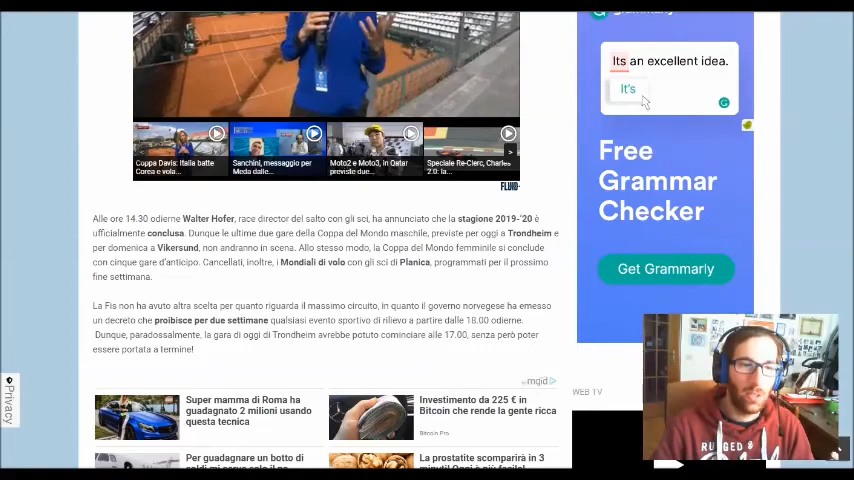 grammarly
Its an excellent idea.
It's
Free
Grammar
Checker
Get Grammarly
Coppa Davis: Italia batte
Corea e vola...
Sanchini, messaggio per
Meda dalle...
Moto2 e Moto3, in Qatar
previste due...
Speciale Re-Clerc, Charles
2.0: la...
FLUID
Alle ore 14.30 odierne Walter Hofer, race director del salto con gli sci, ha annunciato che la stagione 2019-'20 è
ufficialmente conclusa. Dunque le ultime due gare della Coppa del Mondo maschile, previste per oggi a Trondheim e
per domenica a Vikersund, non andranno in scena. Allo stesso modo, la Coppa del Mondo femminile si conclude
con cinque gare d'anticipo. Cancellati, inoltre, i Mondiali di volo con gli sci di Planica, programmati per il prossimo
fine settimana.
La Fis non ha avuto altra scelta per quanto riguarda il massimo circuito, in quanto il governo norvegese ha emesso
un decreto che proibisce per due settimane qualsiasi evento sportivo di rilievo a partire dalle 18.00 odierne.
Dunque, paradossalmente, la gara di oggi di Trondheim avrebbe potuto cominciare alle 17.00, senza però poter
essere portata a termine!
by mgid
Privacy
WEB TV
Super mamma di Roma ha
guadagnato 2 milioni usando
questa tecnica
Investimento da 225 € in
Bitcoin che rende la gente ricca
Bitcoin Pro
Per guadagnare un botto di
La prostatite scomparirà in 3
RUGGED &